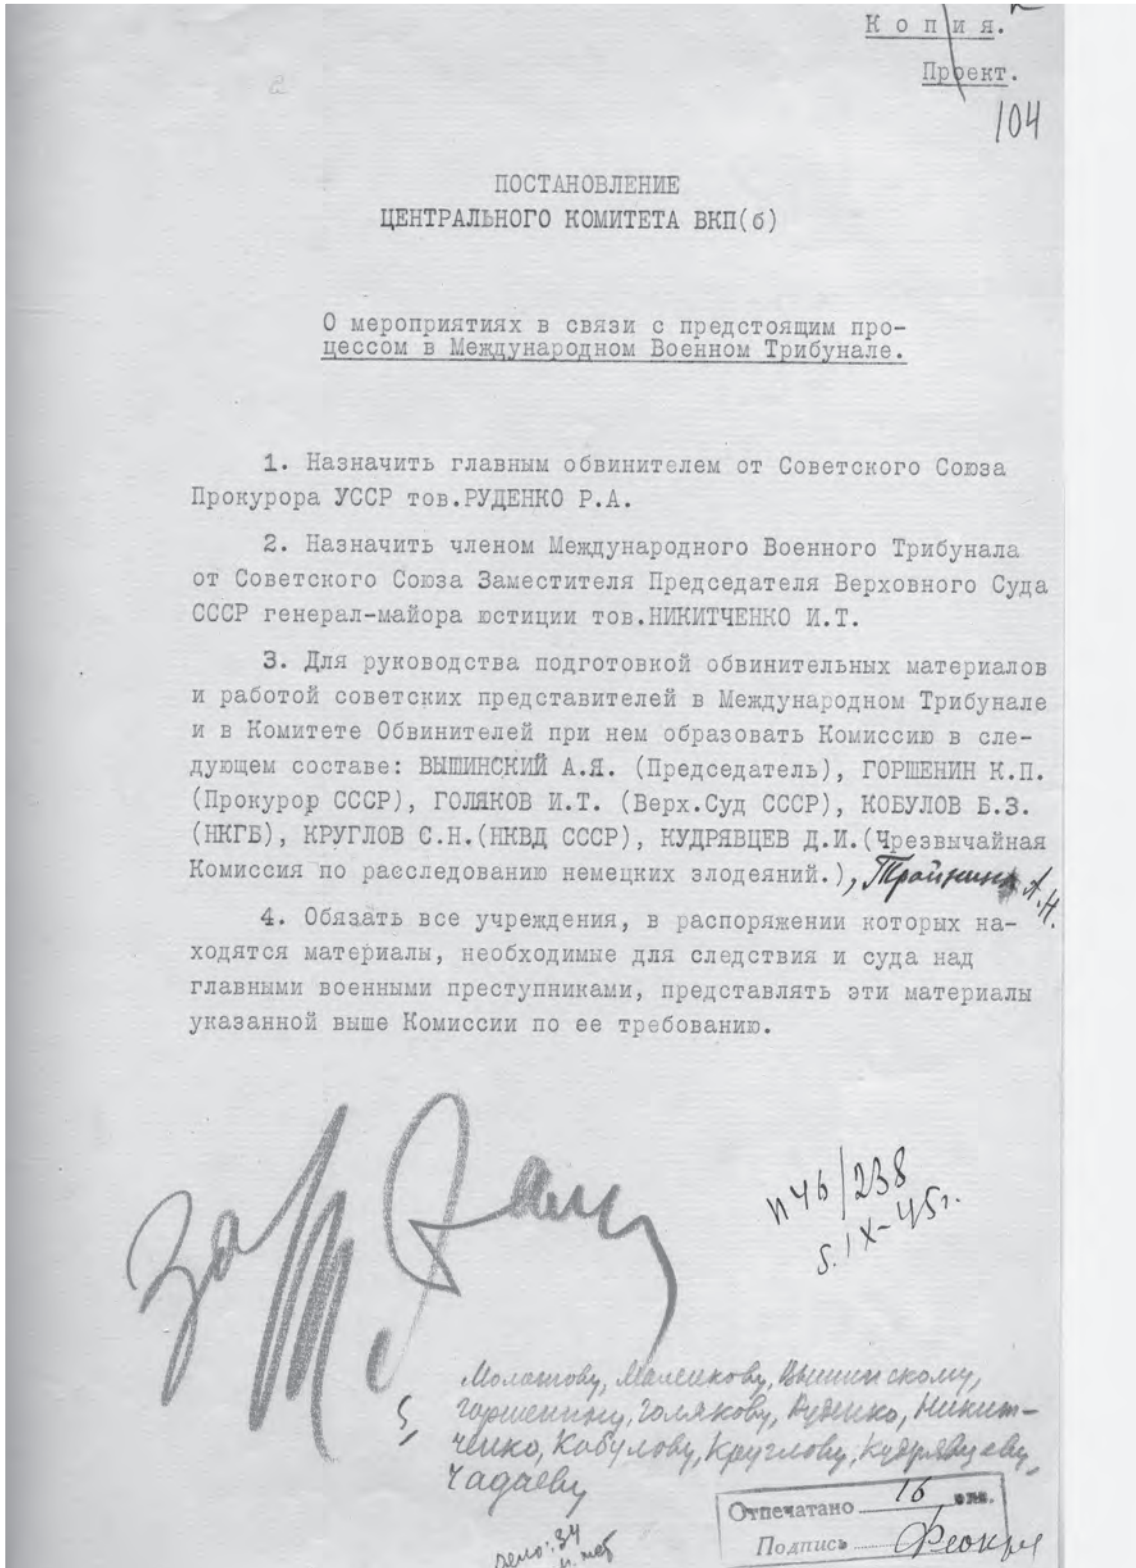 Копия.
Проект.
104
ПОСТАНОВЛЕНИЕ
ЦЕНТРАЛЬНОГО КОМИТЕТА ВКП(б)
О мероприятиях в связи с предстоящим про-
цессом в Международном Военном Трибунале.
1. Назначить главным обвинителем от Советского Союза
Прокурора УССР тов.РУДЕНКО Р.А.
2. Назначить членом Международного Военного Трибунала
от Советского Союза Заместителя Председателя Верховного Суда
СССР генерал-майора юстиции тов.НИКИТЧЕНКО И.Т.
3. Для руководства подготовкой обвинительных материалов
и работой советских представителей в Международном Трибунале
и в Комитете Обвинителей при нем образовать Комиссию в сле-
дующем составе: ВЫШИНСКИЙ А.Я. (Председатель), ГОРШЕНИН К.П.
(Прокурор СССР), ГОЛЯКОВ И.Т. (Верх.Суд СССР), КОБУЛОВ Б.З.
(НКГБ), КРУГЛОВ С.Н.(НКВД СССР), КУДРЯВЦЕВ Д.И.(Чрезвычайная
Комиссия по расследованию немецких злодеяний.), Трайнин А.Н.
4. Обязать все учреждения, в распоряжении которых на-
ходятся материалы, необходимые для следствия и суда над
главными военными преступниками, представлять эти материалы
указанной выше Комиссии по ее требованию.
За
п46/238
5.IX-45г.
Молотову, Маленкову, Вышинскому,
Горшенину, Голякову, Руденко, Никит-
ченко, Кобулову, Круглову, Кудрявцеву,
Чадаеву
Отпечатано 16 экз.
Подпись
дело: 34